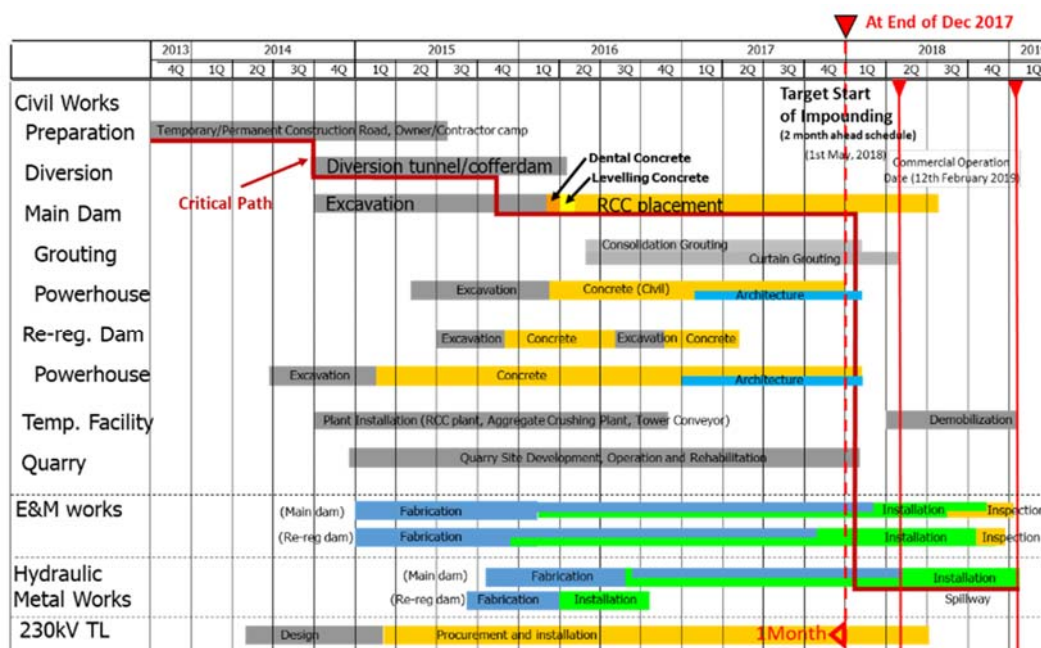 At End of Dec 2017
2013 2014 2015 2016 2017 2018 2019
4Q 1Q 2Q 3Q 4Q 1Q 2Q 3Q 4Q 1Q 2Q 3Q 4Q 1Q 2Q 3Q 4Q 1Q 2Q 3Q 4Q 1Q
Target Start
of Impounding
(2 month ahead schedule)
(1st May, 2018)
Commercial Operation
Date (12th February 2019)
Civil Works
Preparation
Temporary/Permanent Construction Road, Owner/Contractor camp
Diversion
Diversion tunnel/cofferdam
Dental Concrete
Levelling Concrete
Critical Path
Main Dam
Excavation
RCC placement
Grouting
Consolidation Grouting
Curtain Grouting
Powerhouse
Excavation
Concrete (Civil)
Architecture
Re-reg. Dam
Excavation
Concrete
Excavation
Concrete
Powerhouse
Excavation
Concrete
Architecture
Temp. Facility
Plant Installation (RCC plant, Aggregate Crushing Plant, Tower Conveyor)
Demobilization
Quarry
Quarry Site Development, Operation and Rehabilitation
E&M works
(Main dam)
Fabrication
Installation
Inspection
(Re-reg dam)
Fabrication
Installation
Inspection
Hydraulic
Metal Works
(Main dam)
Fabrication
Installation
(Re-reg dam)
Fabrication
Installation
Spillway
230kV TL
Design
Procurement and installation
1Month